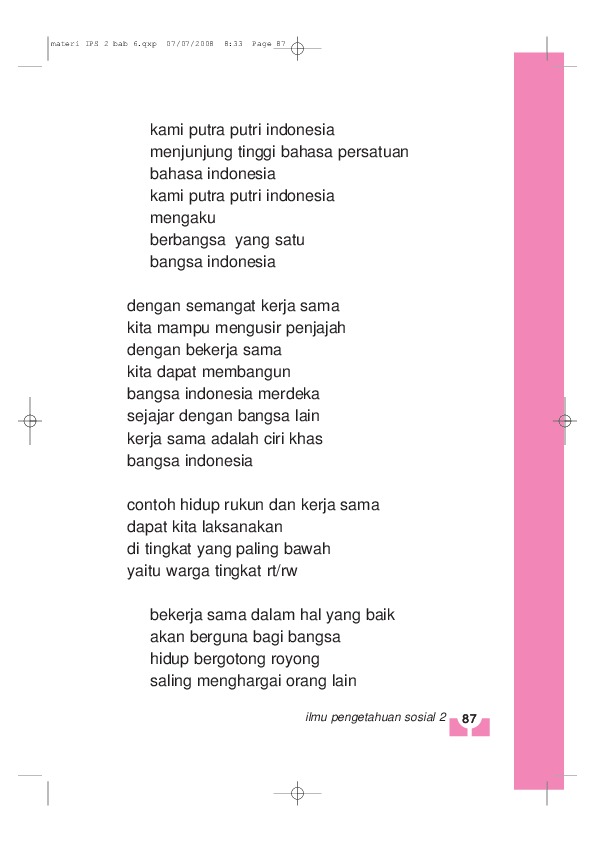 materi IPS 2 bab 6.qxp 07/07/2008 8:33 Page 87
kami putra putri indonesia
menjunjung tinggi bahasa persatuan
bahasa indonesia
kami putra putri indonesia
mengaku
berbangsa yang satu
bangsa indonesia
dengan semangat kerja sama
kita mampu mengusir penjajah
dengan bekerja sama
kita dapat membangun
bangsa indonesia merdeka
sejajar dengan bangsa lain
kerja sama adalah ciri khas
bangsa indonesia
contoh hidup rukun dan kerja sama
dapat kita laksanakan
di tingkat yang paling bawah
yaitu warga tingkat rt/rw
bekerja sama dalam hal yang baik
akan berguna bagi bangsa
hidup bergotong royong
saling menghargai orang lain
ilmu pengetahuan sosial 2 87